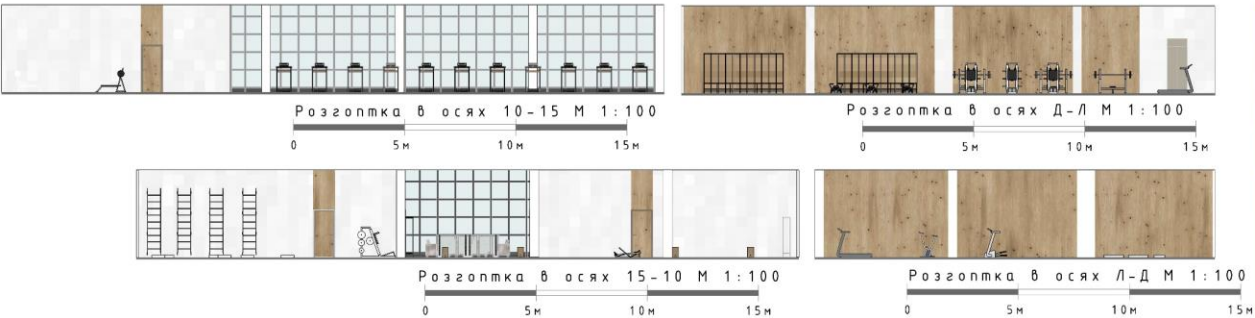 Розгоптка в осях 10-15 М 1:100
0 5м 10м 15м
Розгоптка в осях Д-Л М 1:100
0 5м 10м 15м
Розгоптка в осях 15-10 М 1:100
0 5м 10м 15м
Розгоптка в осях Л-Д М 1:100
0 5м 10м 15м